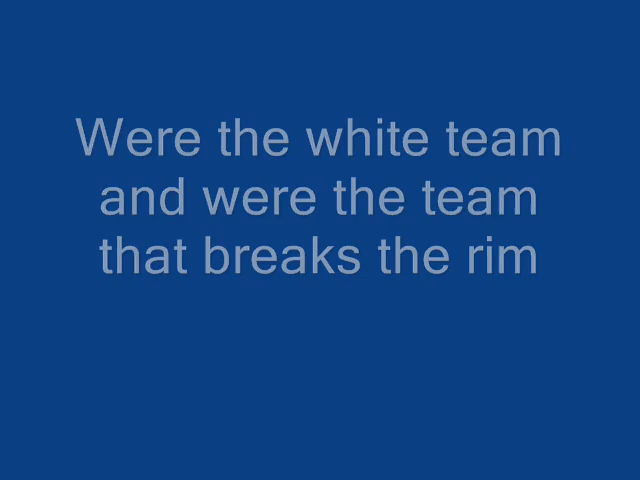 Were the white team
and were the team
that breaks the rim